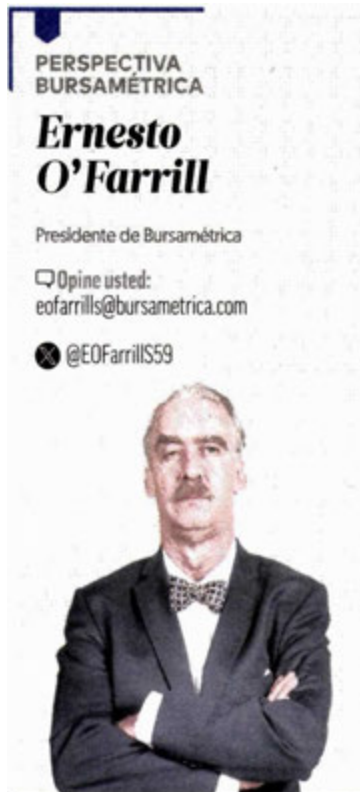 PERSPECTIVA
BURSAMÉTRICA
Ernesto
O’Farrill
Presidente de Bursamétrica
Opine usted:
eofarrills@bursametrica.com
@EOFarrillS59